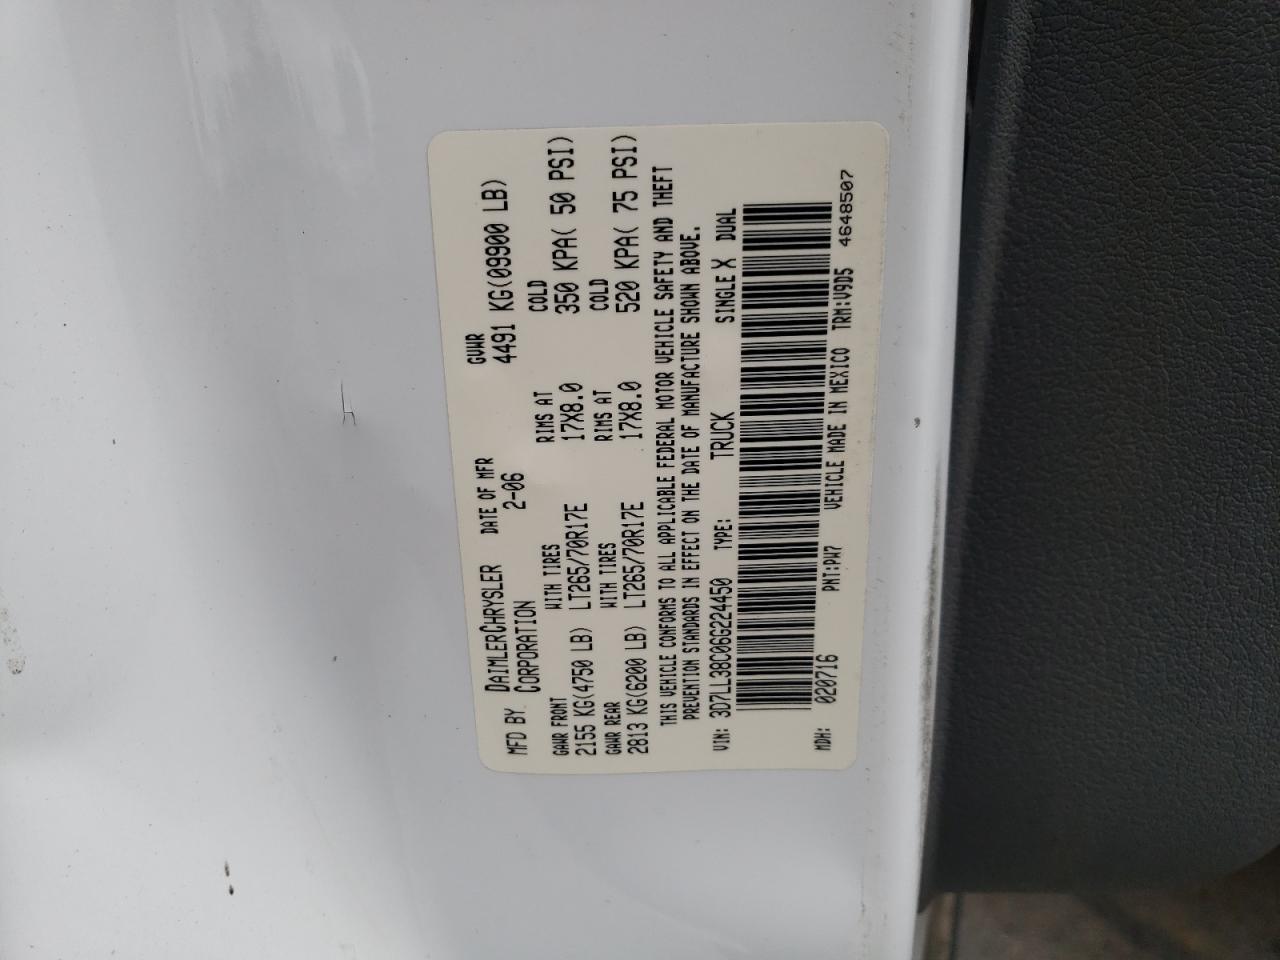 MFD BY DAIMLERCHRYSLER CORPORATION DATE OF MFR 2-06 GVWR 4491 KG(09900 LB)
GAWR FRONT WITH TIRES RIMS AT COLD
2155 KG(4750 LB) LT265/70R17E 17X8.0 350 KPA( 50 PSI)
GAWR REAR WITH TIRES RIMS AT COLD
2813 KG(6200 LB) LT265/70R17E 17X8.0 520 KPA( 75 PSI)
THIS VEHICLE CONFORMS TO ALL APPLICABLE FEDERAL MOTOR VEHICLE SAFETY AND THEFT
PREVENTION STANDARDS IN EFFECT ON THE DATE OF MANUFACTURE SHOWN ABOVE.
VIN: 3D7LL38C06G224450 TYPE: TRUCK SINGLE X DUAL
MDH: 020716 PNT:PW7 VEHICLE MADE IN MEXICO TRM:V9D5 4648507